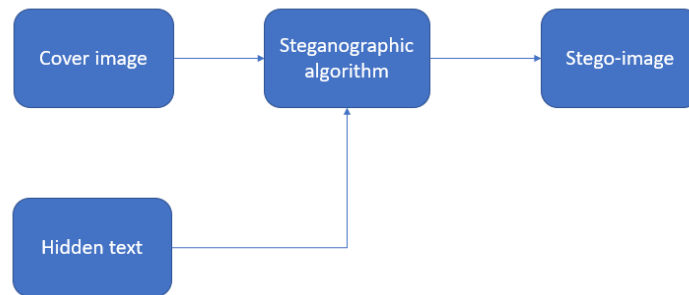 Cover image
Steganographic
algorithm
Stego-image
Hidden text